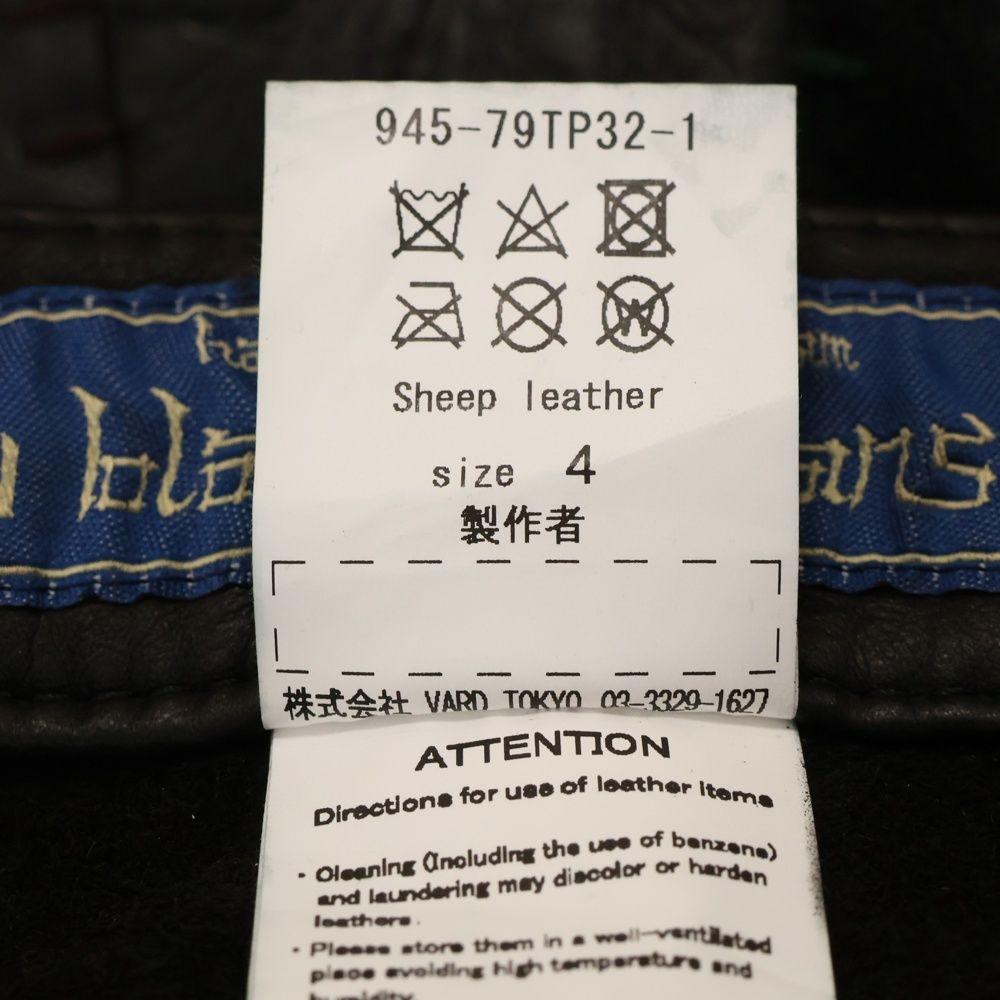 945-79TP32-1
W
Sheep leather
size 4
製作者
株式会社 VARD TOKYO 03-3329-1627
ATTENTION
Directions for use of leather items
· Cleaning (Including the use of benzene)
and laundering may discolor or harden
leathers.
· Please store them in a well-ventilated
place avoiding high temperature and
humidity.